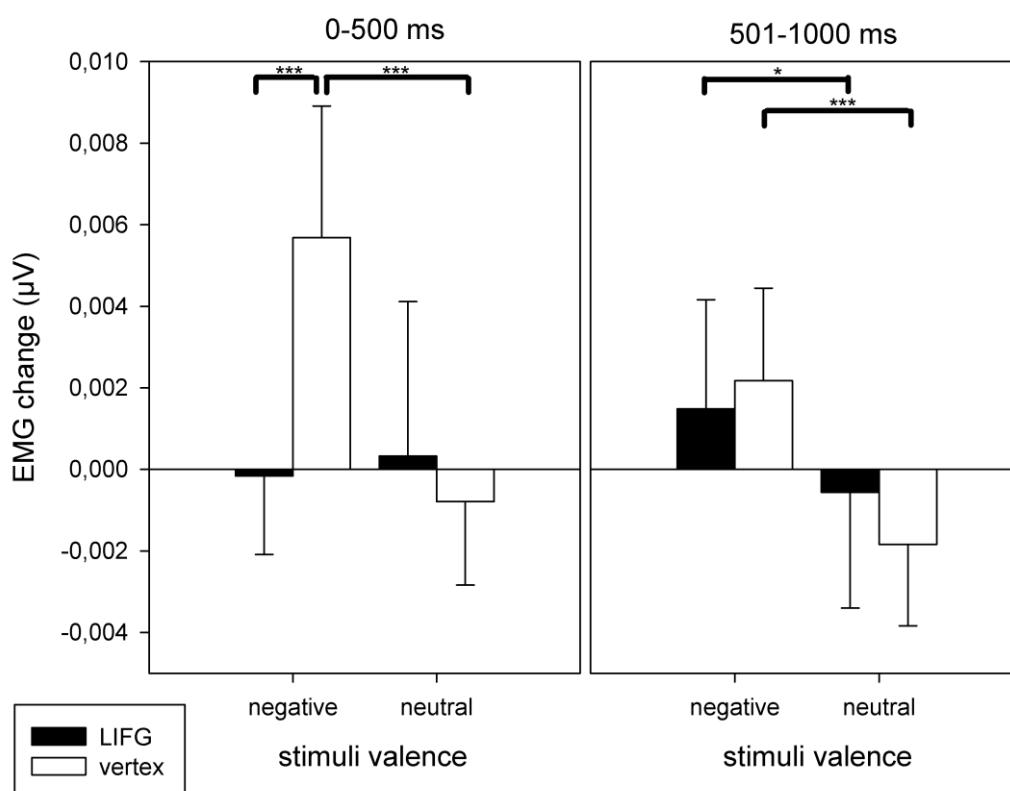 0-500 ms
501-1000 ms
*** ***
*
***
EMG change (µV)
0,010
0,008
0,006
0,004
0,002
0,000
-0,002
-0,004
negative neutral
negative neutral
stimuli valence
stimuli valence
LIFG
vertex